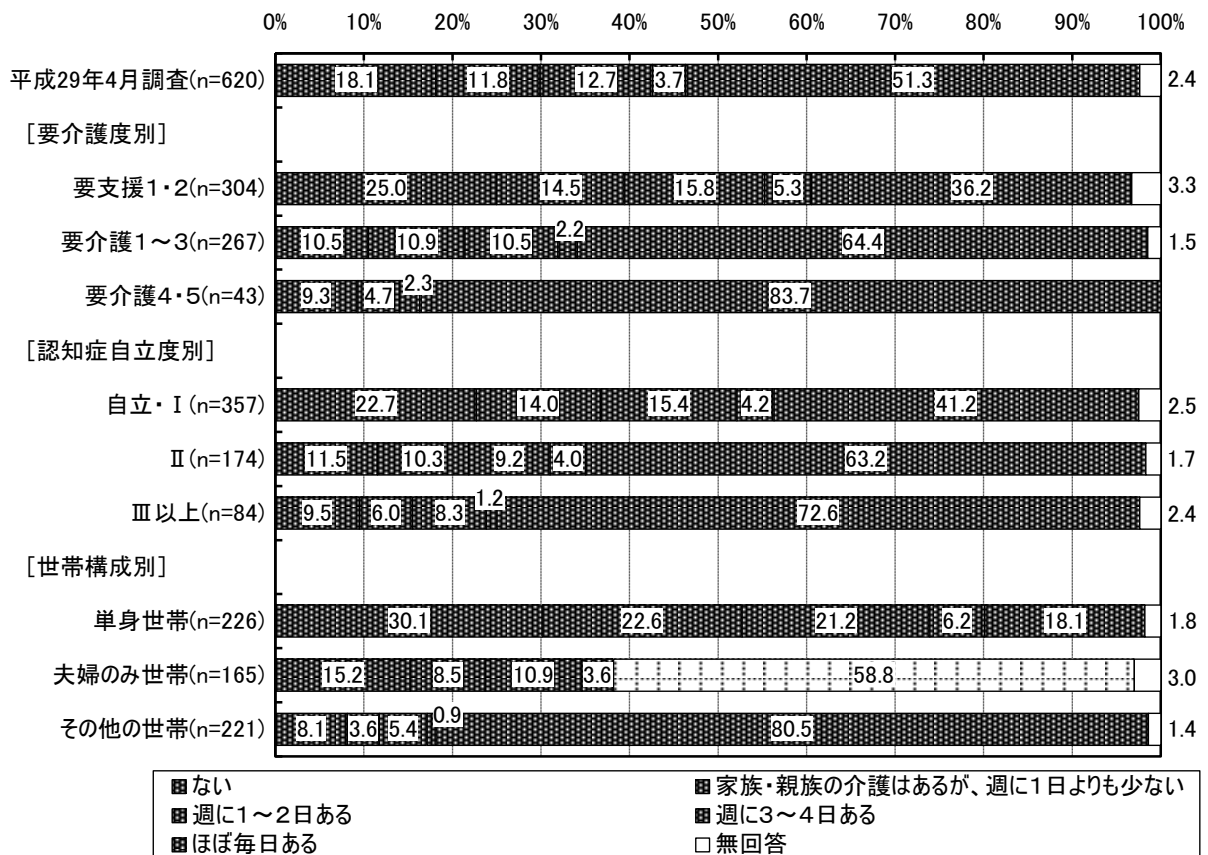 0% 10% 20% 30% 40% 50% 60% 70% 80% 90% 100%
平成29年4月調査(n=620) 18.1 11.8 12.7 3.7 51.3 2.4
［要介護度別］
要支援１・２(n=304) 25.0 14.5 15.8 5.3 36.2 3.3
要介護１～３(n=267) 10.5 10.9 10.5 2.2 64.4 1.5
要介護４・５(n=43) 9.3 4.7 2.3 83.7
［認知症自立度別］
自立・Ⅰ(n=357) 22.7 14.0 15.4 4.2 41.2 2.5
Ⅱ(n=174) 11.5 10.3 9.2 4.0 63.2 1.7
Ⅲ以上(n=84) 9.5 6.0 8.3 1.2 72.6 2.4
［世帯構成別］
単身世帯(n=226) 30.1 22.6 21.2 6.2 18.1 1.8
夫婦のみ世帯(n=165) 15.2 8.5 10.9 3.6 58.8 3.0
その他の世帯(n=221) 8.1 3.6 5.4 0.9 80.5 1.4
ない 家族・親族の介護はあるが、週に１日よりも少ない
週に１～２日ある 週に３～４日ある
ほぼ毎日ある 無回答